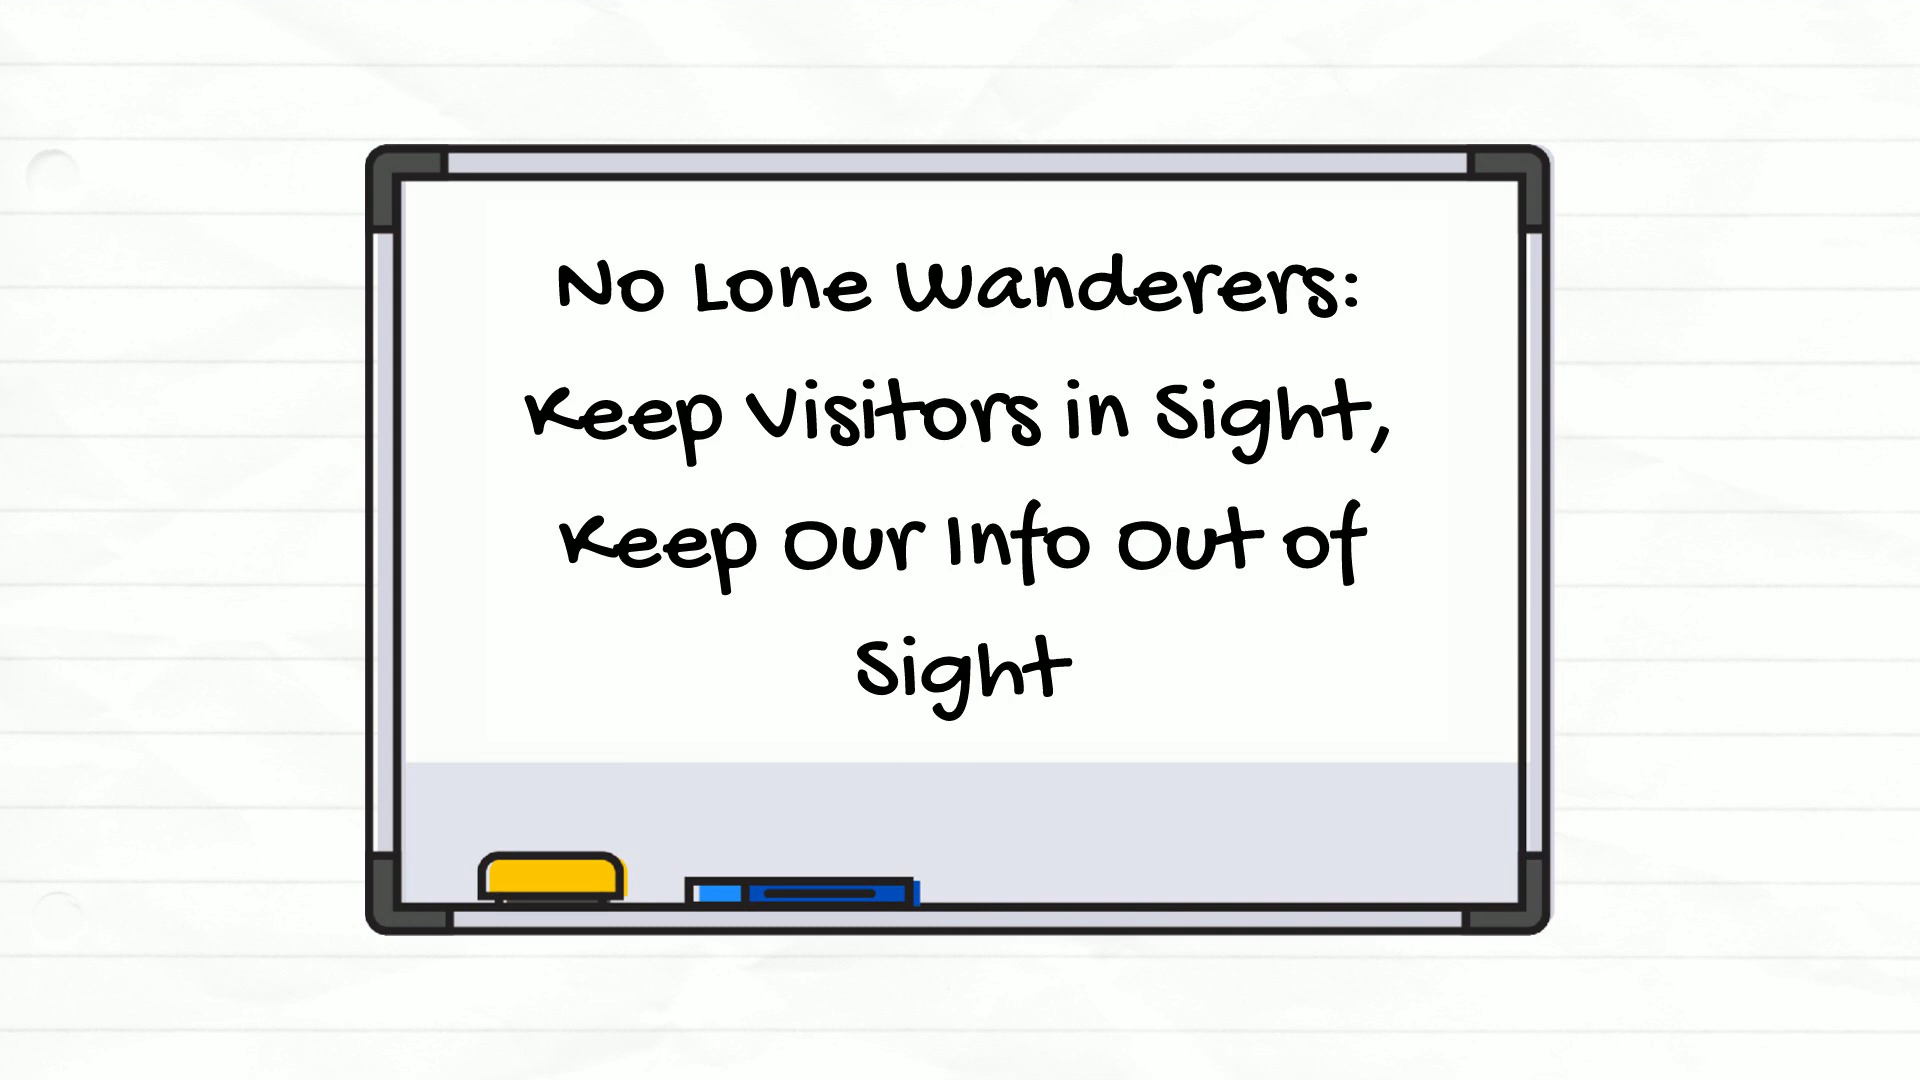 No Lone Wanderers:
Keep Visitors in Sight,
Keep Our Info Out of
Sight